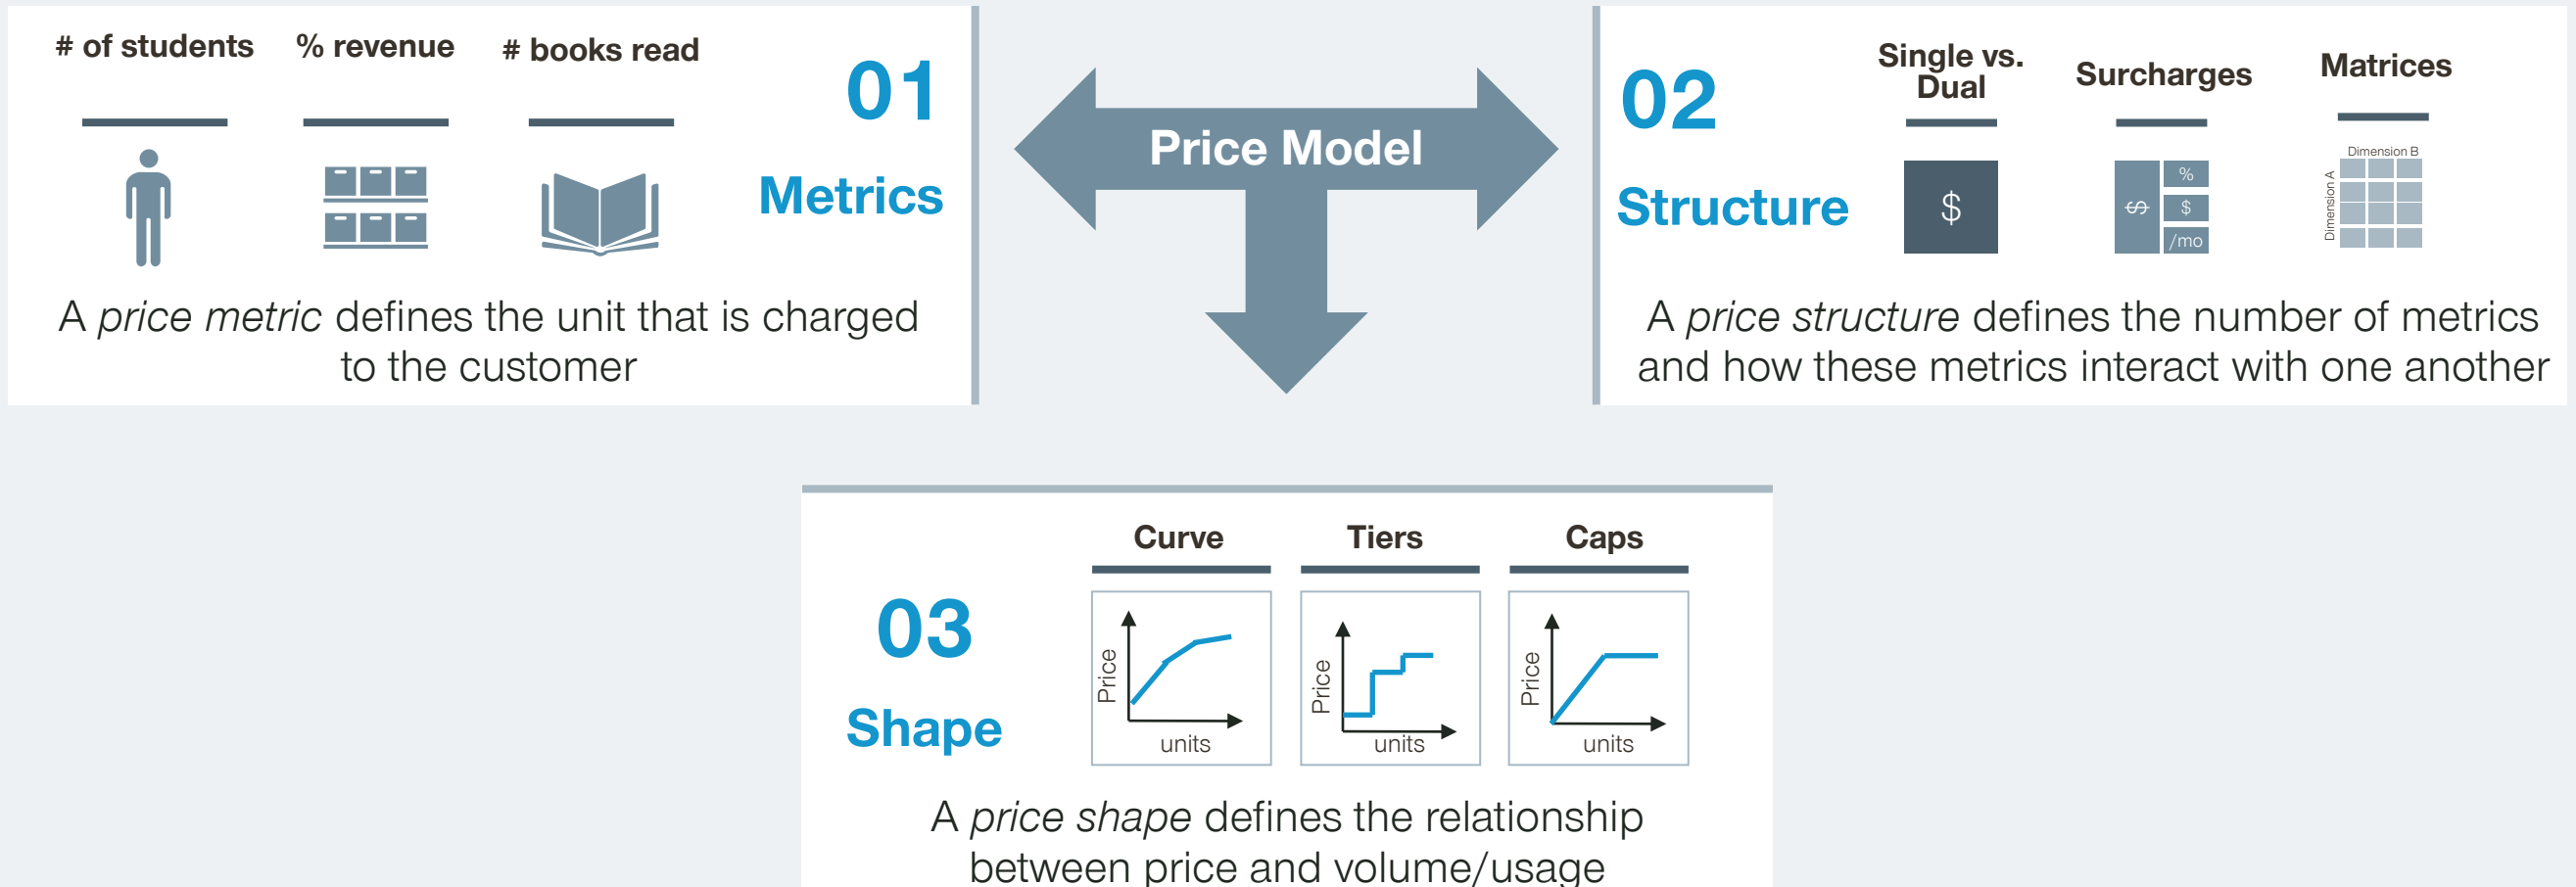 # of students
% revenue
# books read
01
Metrics
A price metric defines the unit that is charged
to the customer
Price Model
02
Structure
Single vs.
Dual
Surcharges
Matrices
$
$
%
$
/mo
Dimension B
Dimension A
A price structure defines the number of metrics
and how these metrics interact with one another
03
Shape
Curve
Tiers
Caps
Price
units
Price
units
Price
units
A price shape defines the relationship
between price and volume/usage